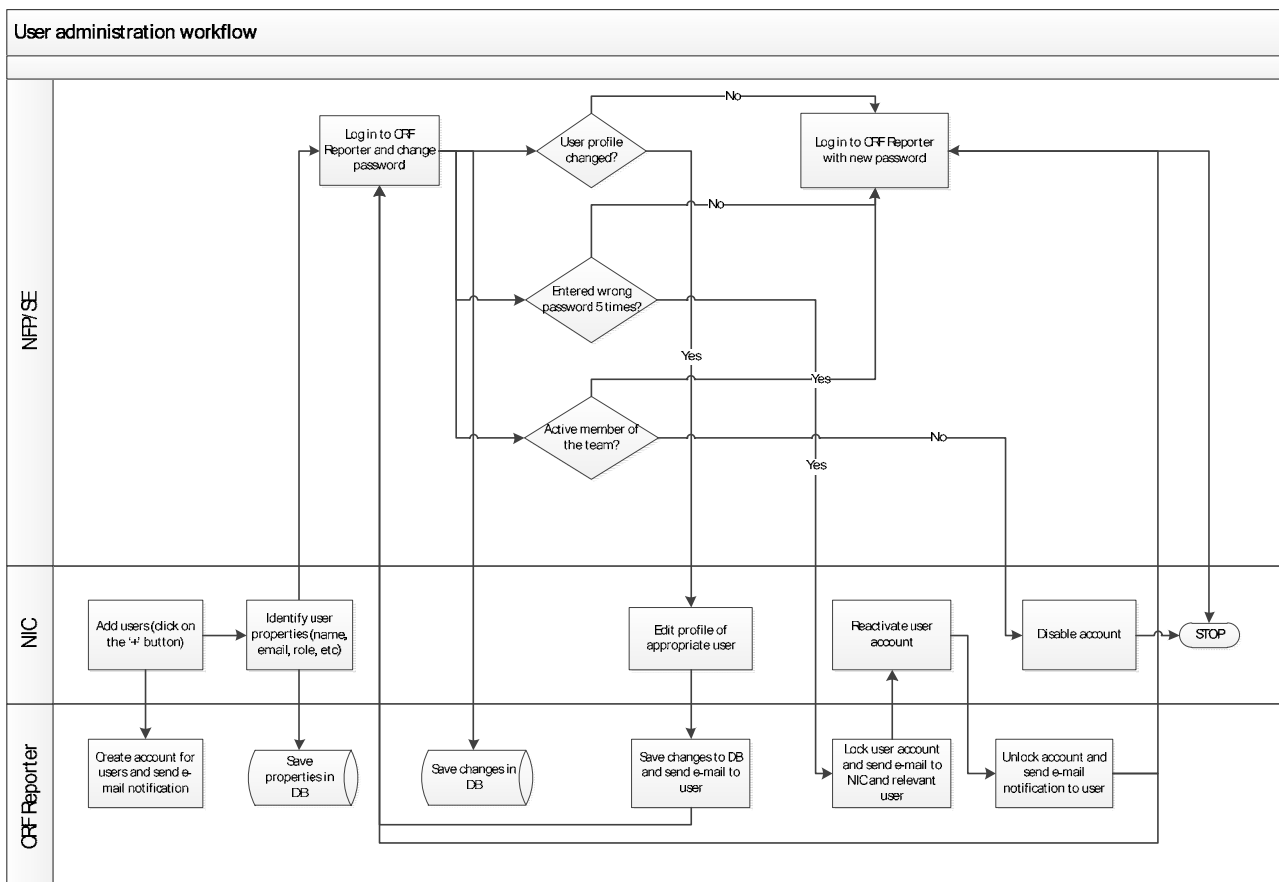 User administration workflow
NFP/SE
No
Log in to CRF
Reporter and change
password
User profile
changed?
Log in to CRF Reporter
with new password
No
Entered wrong
password 5 times?
Yes
Yes
Active member of
the team?
No
Yes
NIC
Add users (click on
the '+' button)
Identify user
properties (name,
email, role, etc)
Edit profile of
appropriate user
Reactivate user
account
Disable account
STOP
CRF Reporter
Create account for
users and send e-
mail notification
Save
properties in
DB
Save changes in
DB
Save changes to DB
and send e-mail to
user
Lock user account
and send e-mail to
NIC and relevant
user
Unlock account and
send e-mail
notification to user